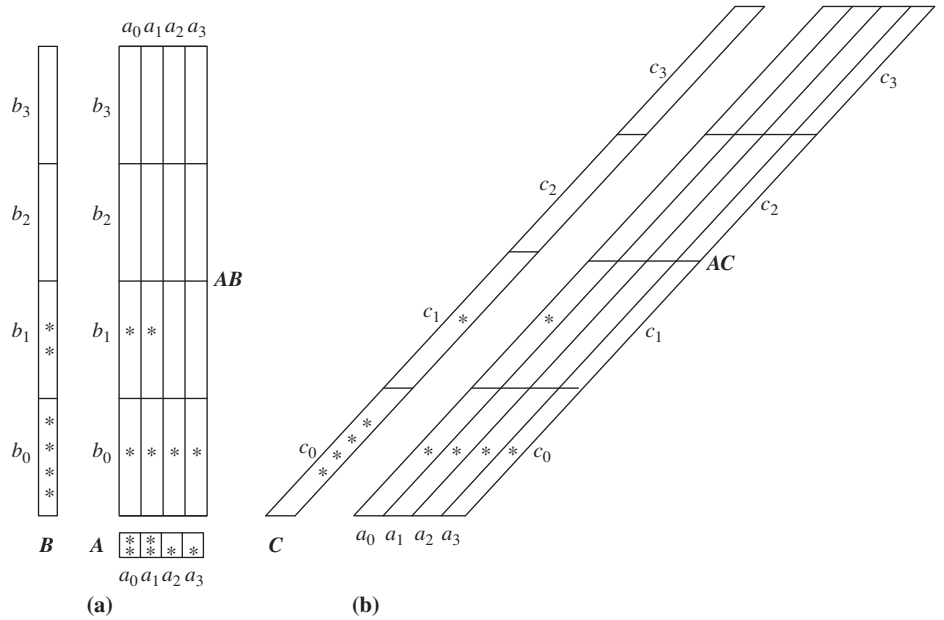 a0 a1 a2 a3
b3
b3
b2
b2
AB
b1
* *
b1
* *
b0
* * * *
b0
* * * *
B
A
* * * * * *
a0 a1 a2 a3
(a)
c3
c3
c2
c2
AC
c1
*
*
c1
c0
* * * *
* * * *
c0
C
a0 a1 a2 a3
(b)